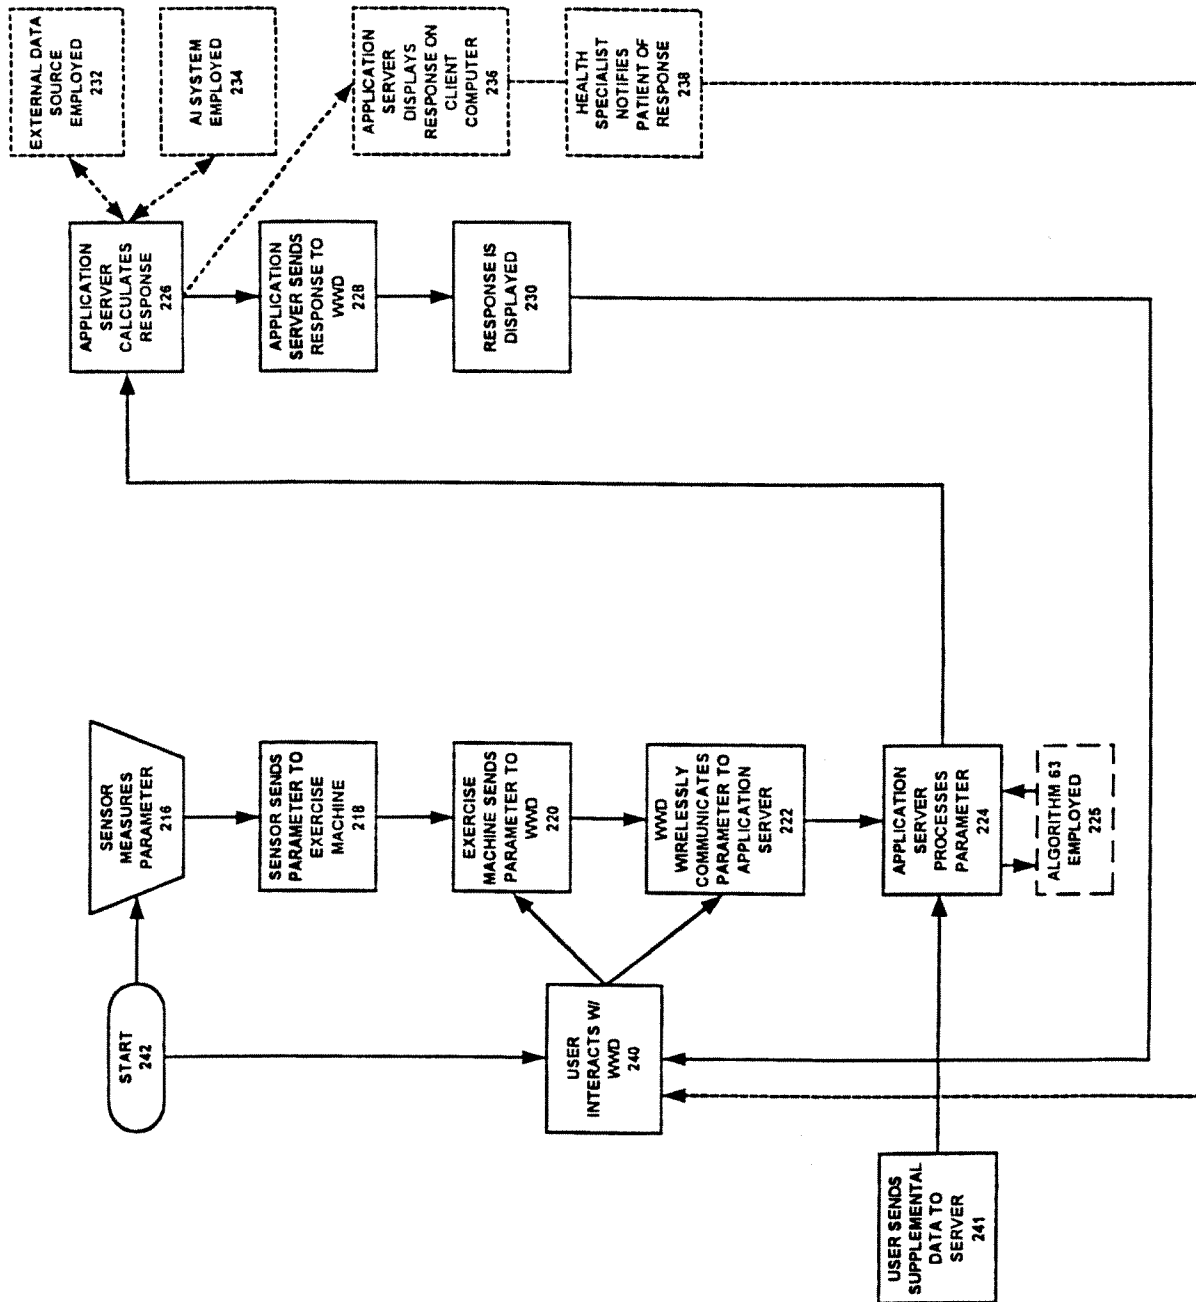 START
242
SENSOR
MEASURES
PARAMETER
216
SENSOR SENDS
PARAMETER TO
EXERCISE
MACHINE
218
EXERCISE
MACHINE SENDS
PARAMETER TO
WWD
220
WWD
WIRELESSLY
COMMUNICATES
PARAMETER TO
APPLICATION
SERVER
222
USER
INTERACTS W/
WWD
240
USER SENDS
SUPPLEMENTAL
DATA TO
SERVER
241
APPLICATION
SERVER
PROCESSES
PARAMETER
224
ALGORITHM 63
EMPLOYED
225
APPLICATION
SERVER
CALCULATES
RESPONSE
226
APPLICATION
SERVER SENDS
RESPONSE TO
WWD
228
RESPONSE IS
DISPLAYED
230
EXTERNAL DATA
SOURCE
EMPLOYED
232
AI SYSTEM
EMPLOYED
234
APPLICATION
SERVER
DISPLAYS
RESPONSE ON
CLIENT
COMPUTER
236
HEALTH
SPECIALIST
NOTIFIES
PATIENT OF
RESPONSE
238